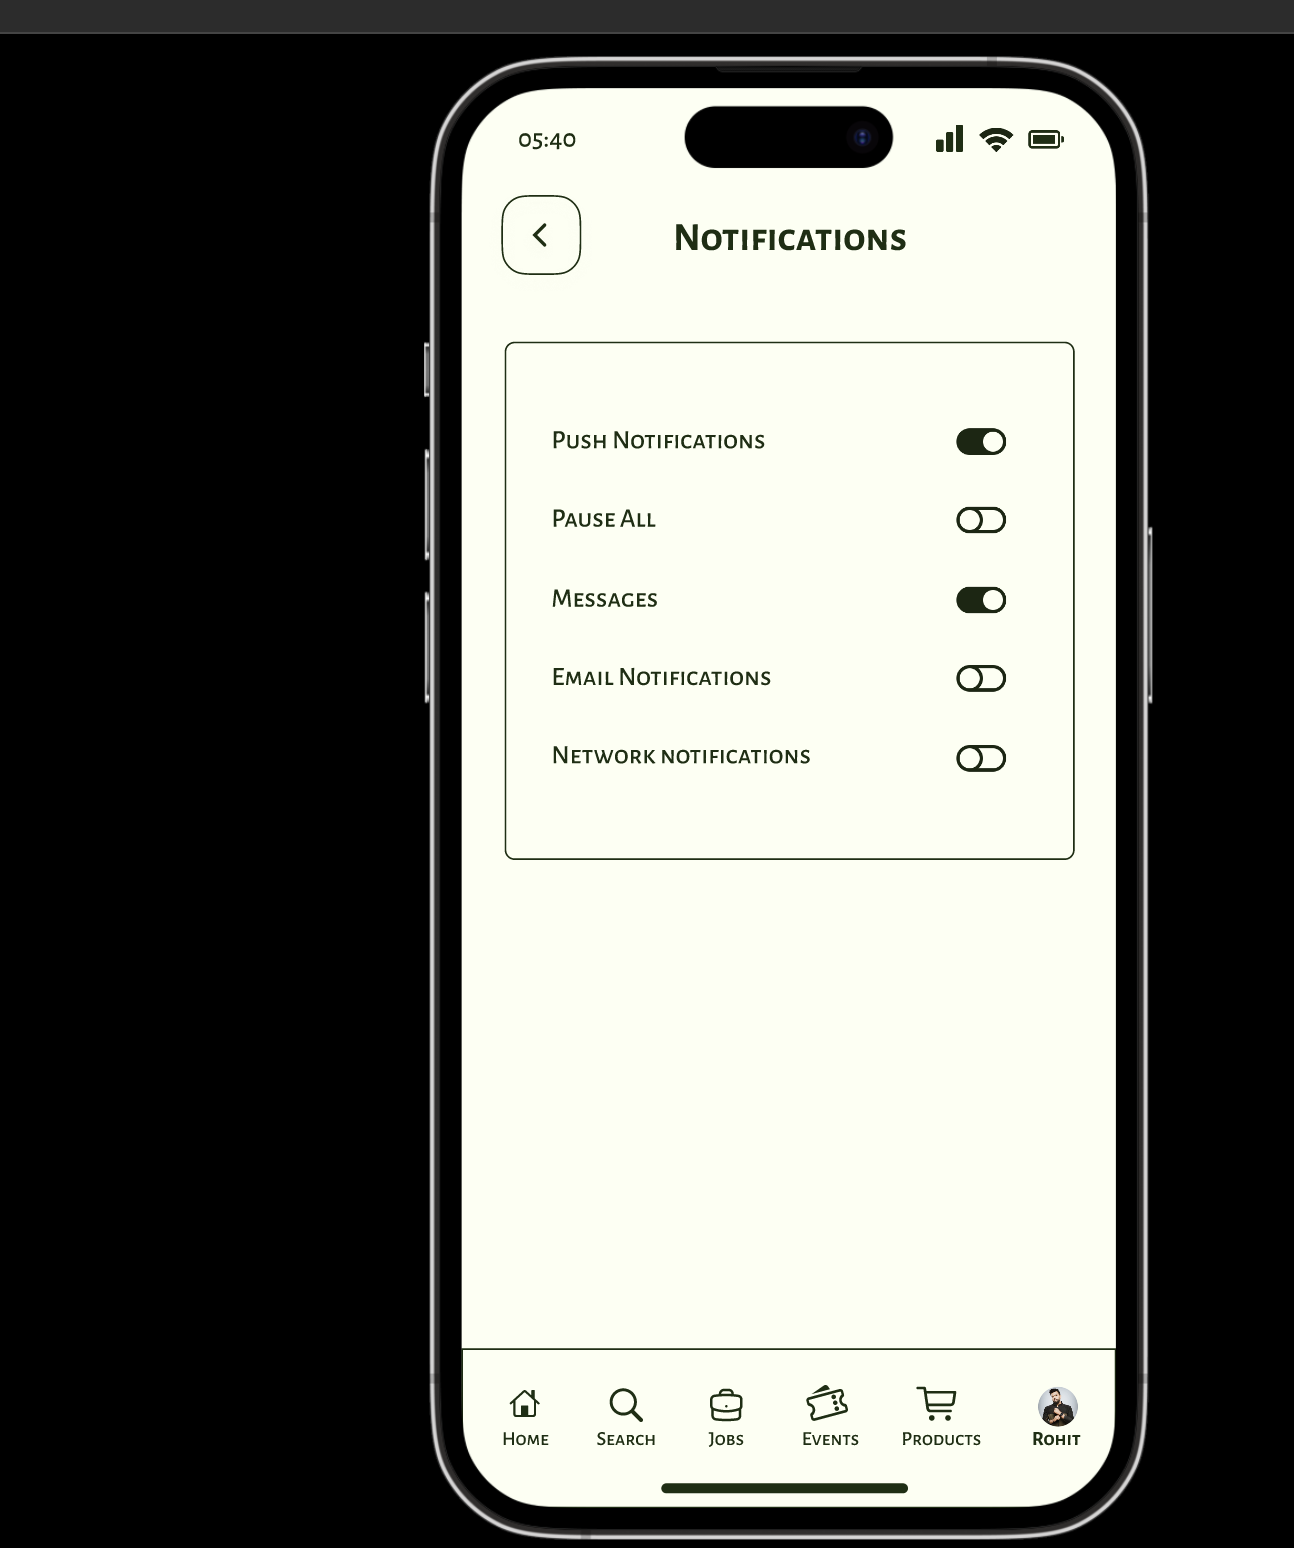 05:40
Notifications
Push Notifications
Pause All
Messages
Email Notifications
Network notifications
Home Search Jobs Events Products Rohit